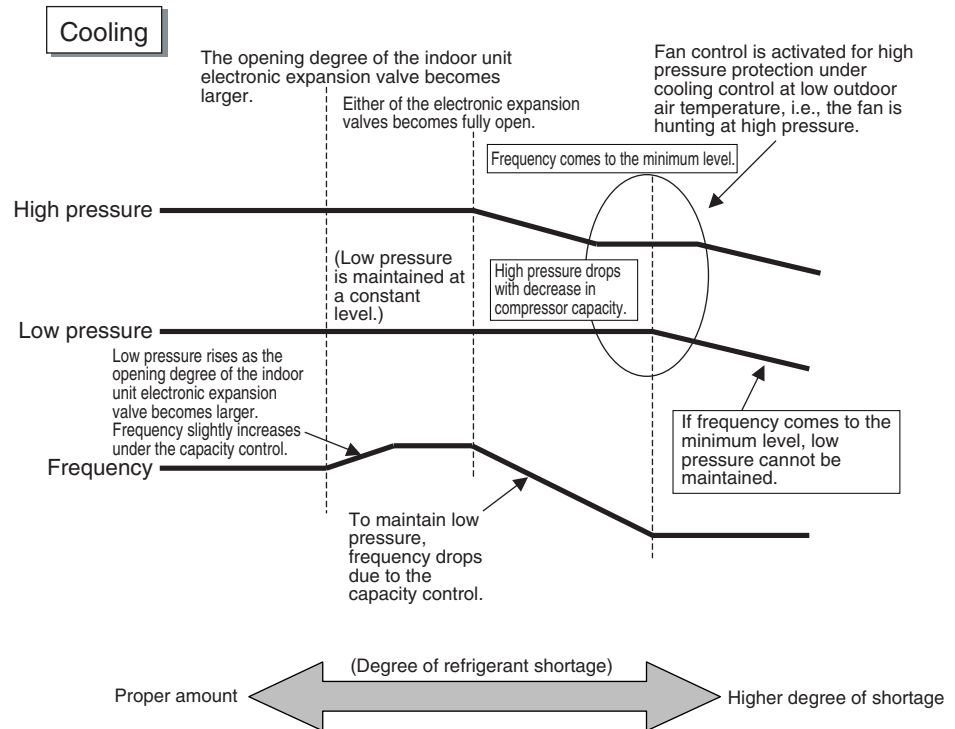 Cooling
The opening degree of the indoor unit
electronic expansion valve becomes
larger.
Either of the electronic expansion
valves becomes fully open.
Fan control is activated for high
pressure protection under
cooling control at low outdoor
air temperature, i.e., the fan is
hunting at high pressure.
Frequency comes to the minimum level.
High pressure
(Low pressure
is maintained at
a constant
level.)
High pressure drops
with decrease in
compressor capacity.
Low pressure
Low pressure rises as the
opening degree of the indoor
unit electronic expansion
valve becomes larger.
Frequency slightly increases
under the capacity control.
If frequency comes to the
minimum level, low
pressure cannot be
maintained.
Frequency
To maintain low
pressure,
frequency drops
due to the
capacity control.
(Degree of refrigerant shortage)
Proper amount
Higher degree of shortage